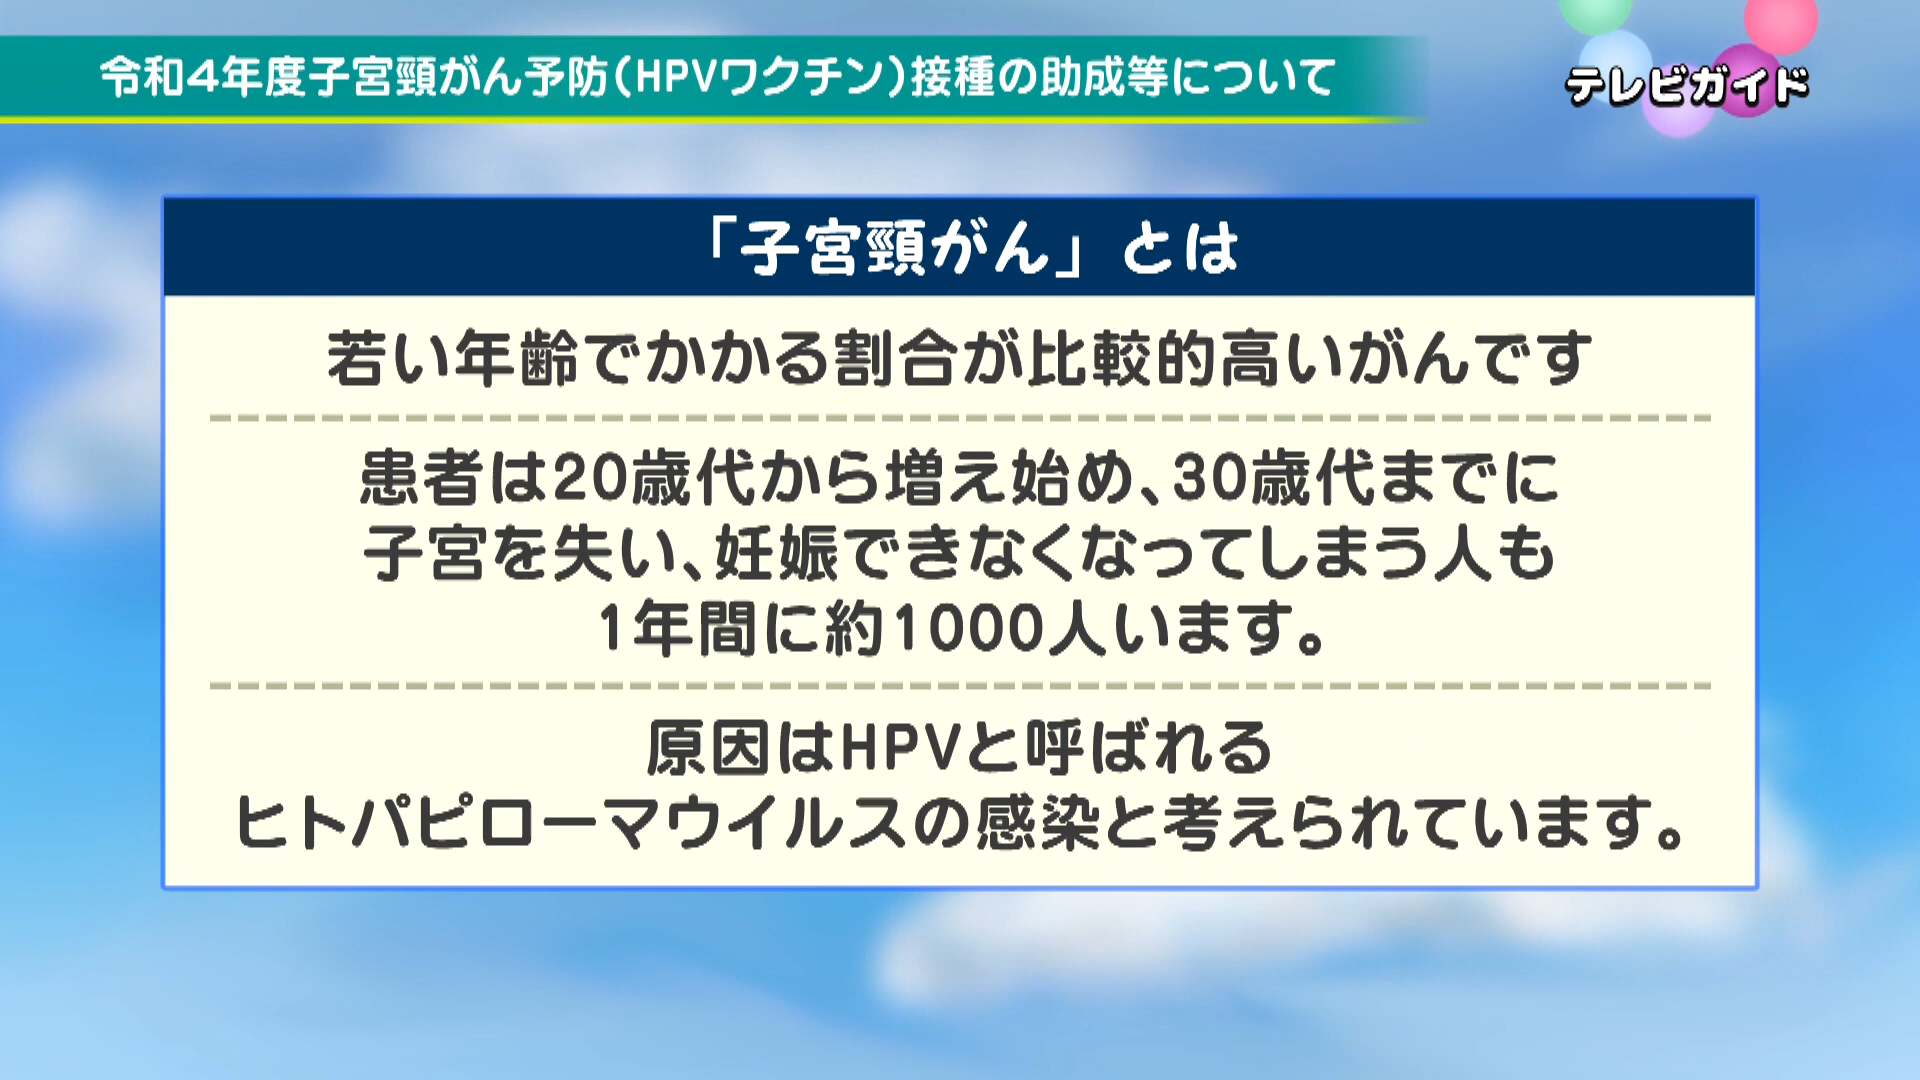 令和4年度子宮頸がん予防(HPVワクチン)接種の助成等について
テレビガイド
「子宮頸がん」とは
若い年齢でかかる割合が比較的高いがんです
患者は20歳代から増え始め、30歳代までに
子宮を失い、妊娠できなくなってしまう人も
1年間に約1000人います。
原因はHPVと呼ばれる
ヒトパピローマウイルスの感染と考えられています。